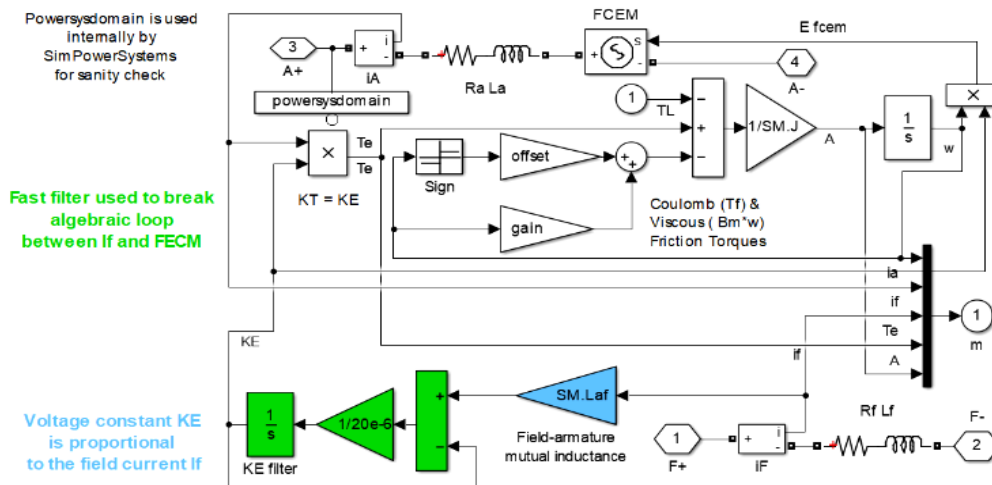 Powersysdomain is used
internally by
SimPowerSystems
for sanity check
3
A+
+
i
-
iA
Ra La
FCEM
+
s
-
E fcem
4
A-
powersysdomain
×
KT = KE
Te
Te
Sign
offset
gain
+
+
1
TL
−
+
−
1/SM.J
A
1
s
w
×
Coulomb (Tf) &
Viscous ( Bm*w)
Friction Torques
Fast filter used to break
algebraic loop
between If and FECM
Ia
if
Te
A
1
m
KE
if
Voltage constant KE
is proportional
to the field current If
1
s
KE filter
1/20e-6
+
−
SM.Laf
Field-armature
mutual inductance
1
F+
+
i
-
iF
Rf Lf
F-
2